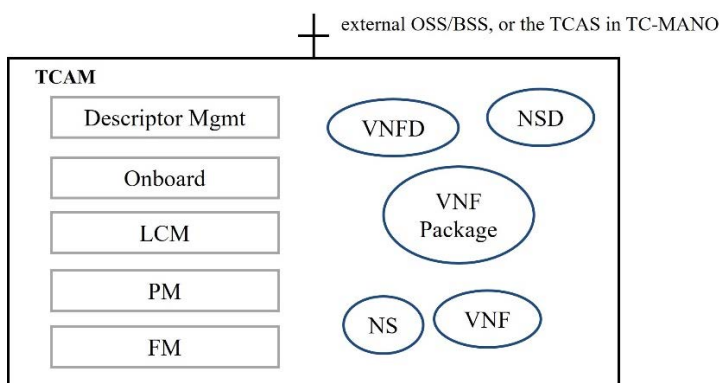 external OSS/BSS, or the TCAS in TC-MANO
TCAM
Descriptor Mgmt
Onboard
LCM
PM
FM
VNFD
NSD
VNF
Package
NS
VNF